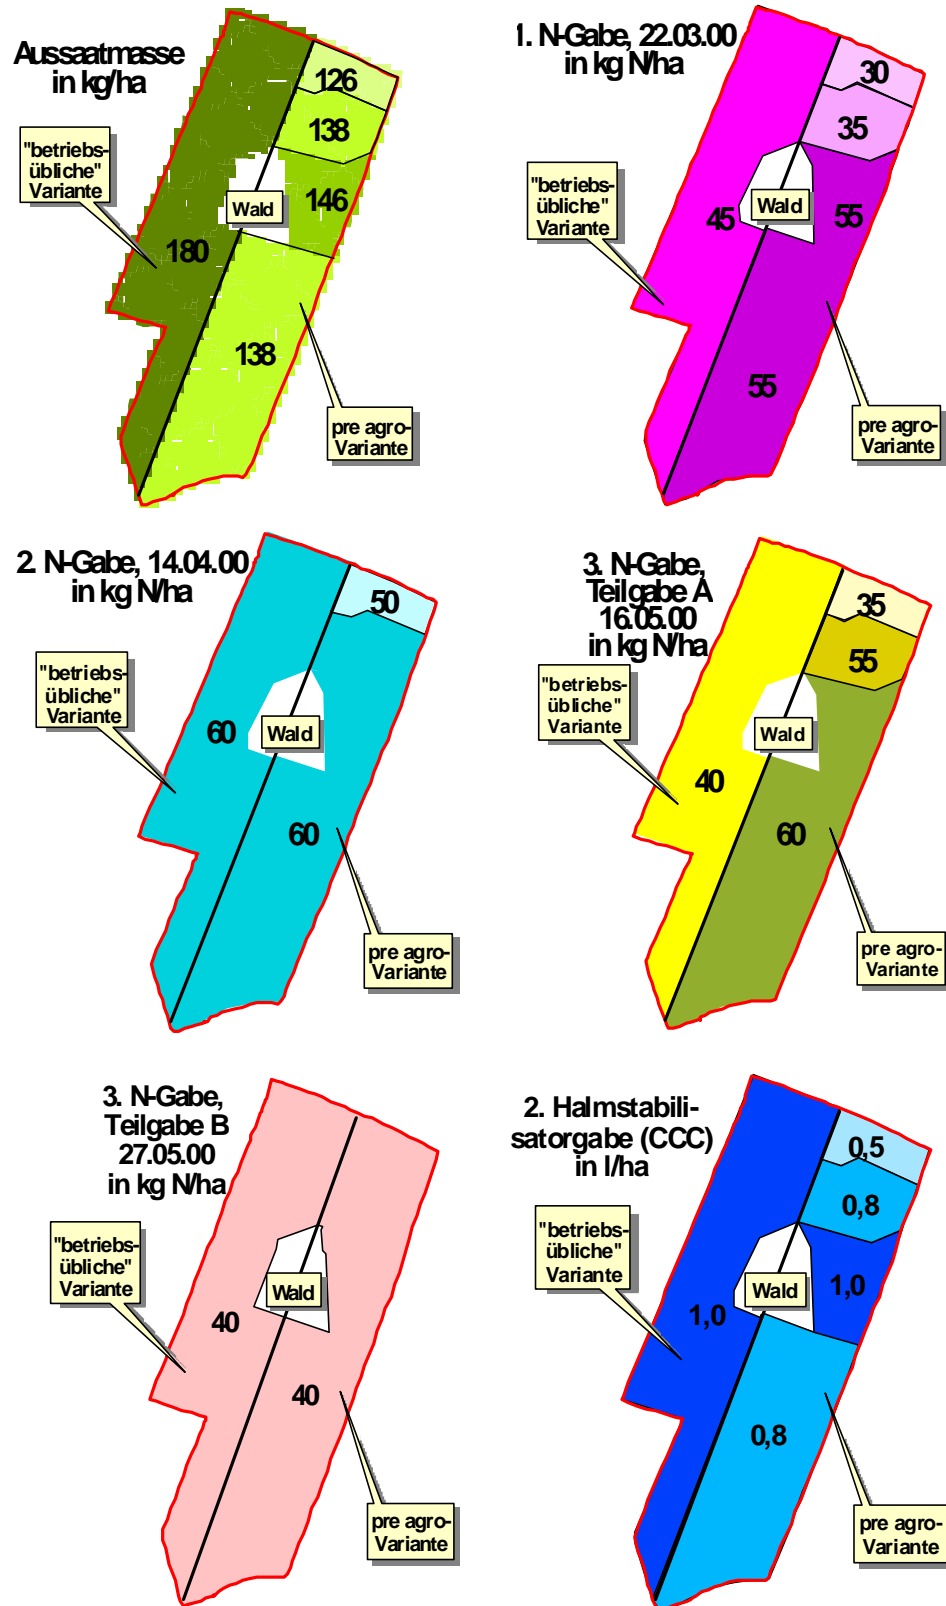 Aussaatmasse
in kg/ha
126
138
"betriebs-
übliche"
Variante
146
Wald
180
138
pre agro-
Variante
1. N-Gabe, 22.03.00
in kg N/ha
30
35
"betriebs-
übliche"
Variante
45
Wald
55
55
pre agro-
Variante
2. N-Gabe, 14.04.00
in kg N/ha
50
"betriebs-
übliche"
Variante
60
Wald
60
pre agro-
Variante
3. N-Gabe,
Teilgabe A
16.05.00
in kg N/ha
35
55
"betriebs-
übliche"
Variante
Wald
40
60
pre agro-
Variante
3. N-Gabe,
Teilgabe B
27.05.00
in kg N/ha
"betriebs-
übliche"
Variante
Wald
40
40
pre agro-
Variante
2. Halmstabili-
satorgabe (CCC)
in l/ha
0,5
0,8
"betriebs-
übliche"
Variante
Wald
1,0
1,0
0,8
pre agro-
Variante